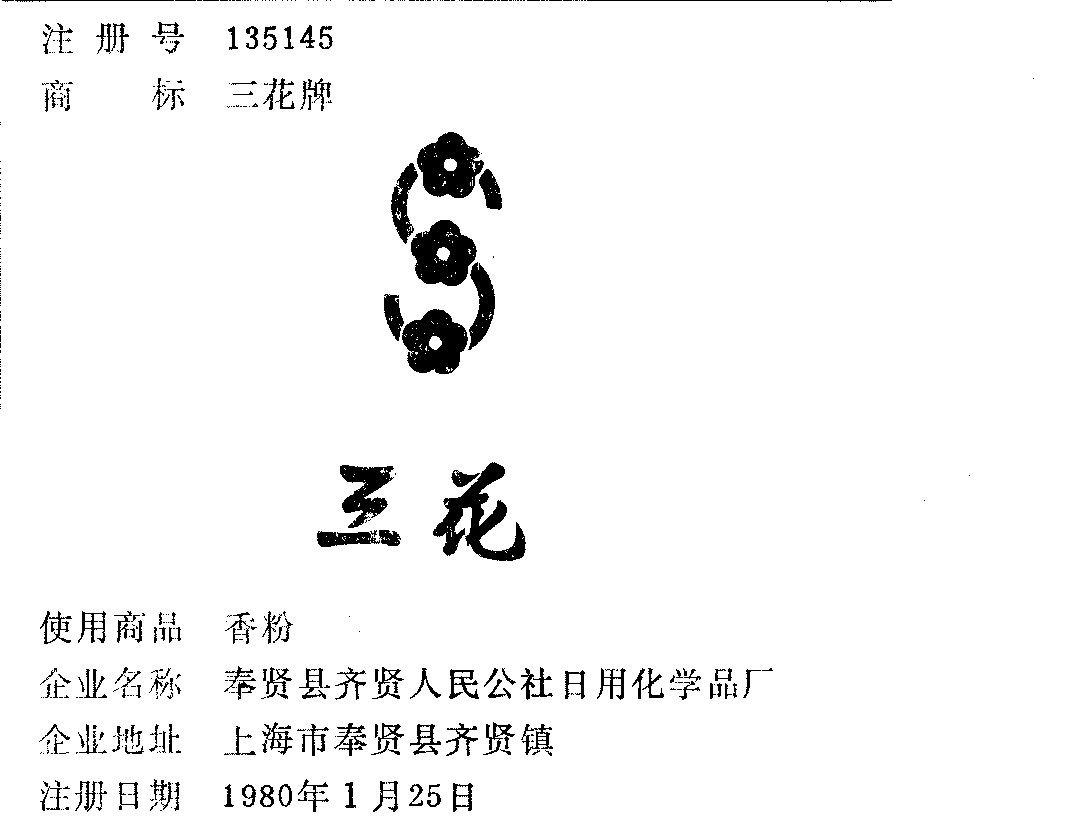 注册号 135145
商标 三花牌
三花
使用商品 香粉
企业名称 奉贤县齐贤人民公社日用化学品厂
企业地址 上海市奉贤县齐贤镇
注册日期 1980年1月25日